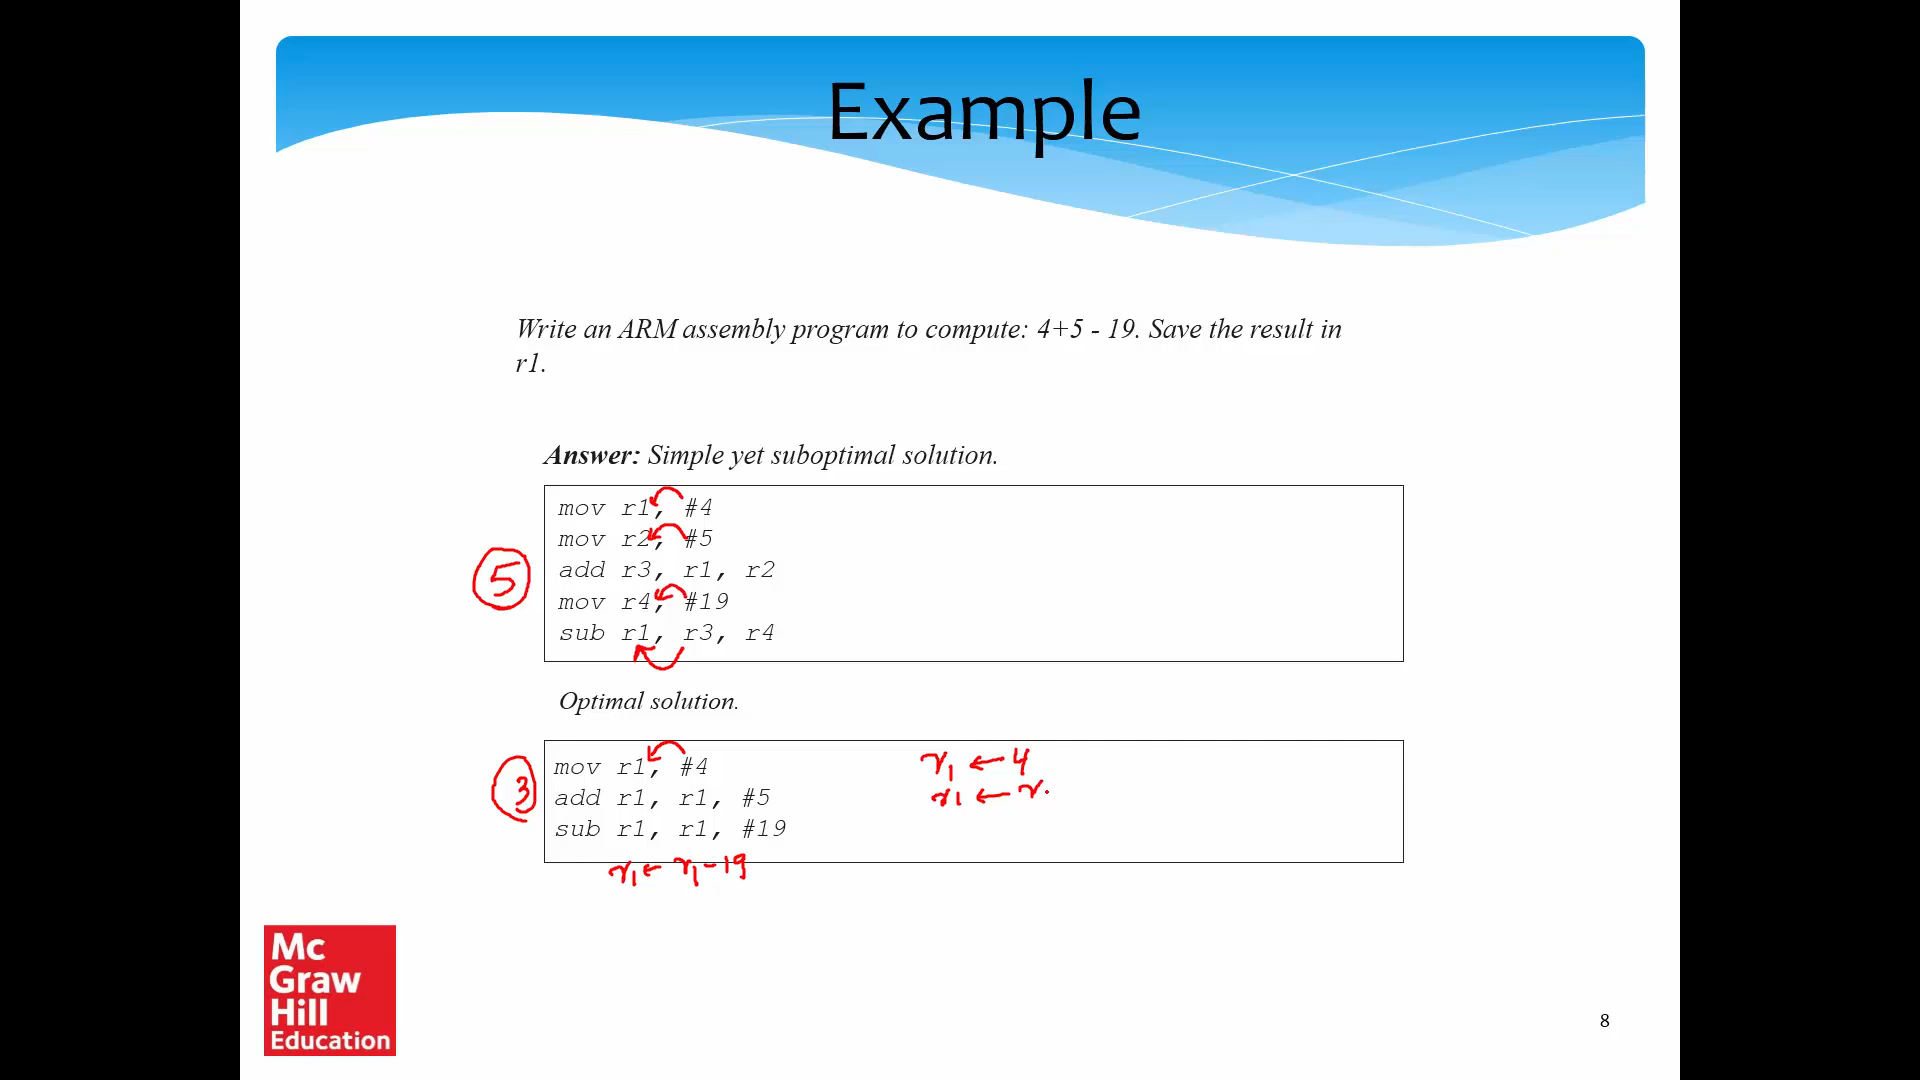 Example
Write an ARM assembly program to compute: 4+5 - 19. Save the result in
r1.
Answer: Simple yet suboptimal solution.
mov r1, #4
mov r2, #5
add r3, r1, r2
mov r4, #19
sub r1, r3, r4
5
Optimal solution.
mov r1, #4
add r1, r1, #5
sub r1, r1, #19
3
r1 ← 4
r1 ← r
r1 ← r1 - 19
Mc
Graw
Hill
Education
8